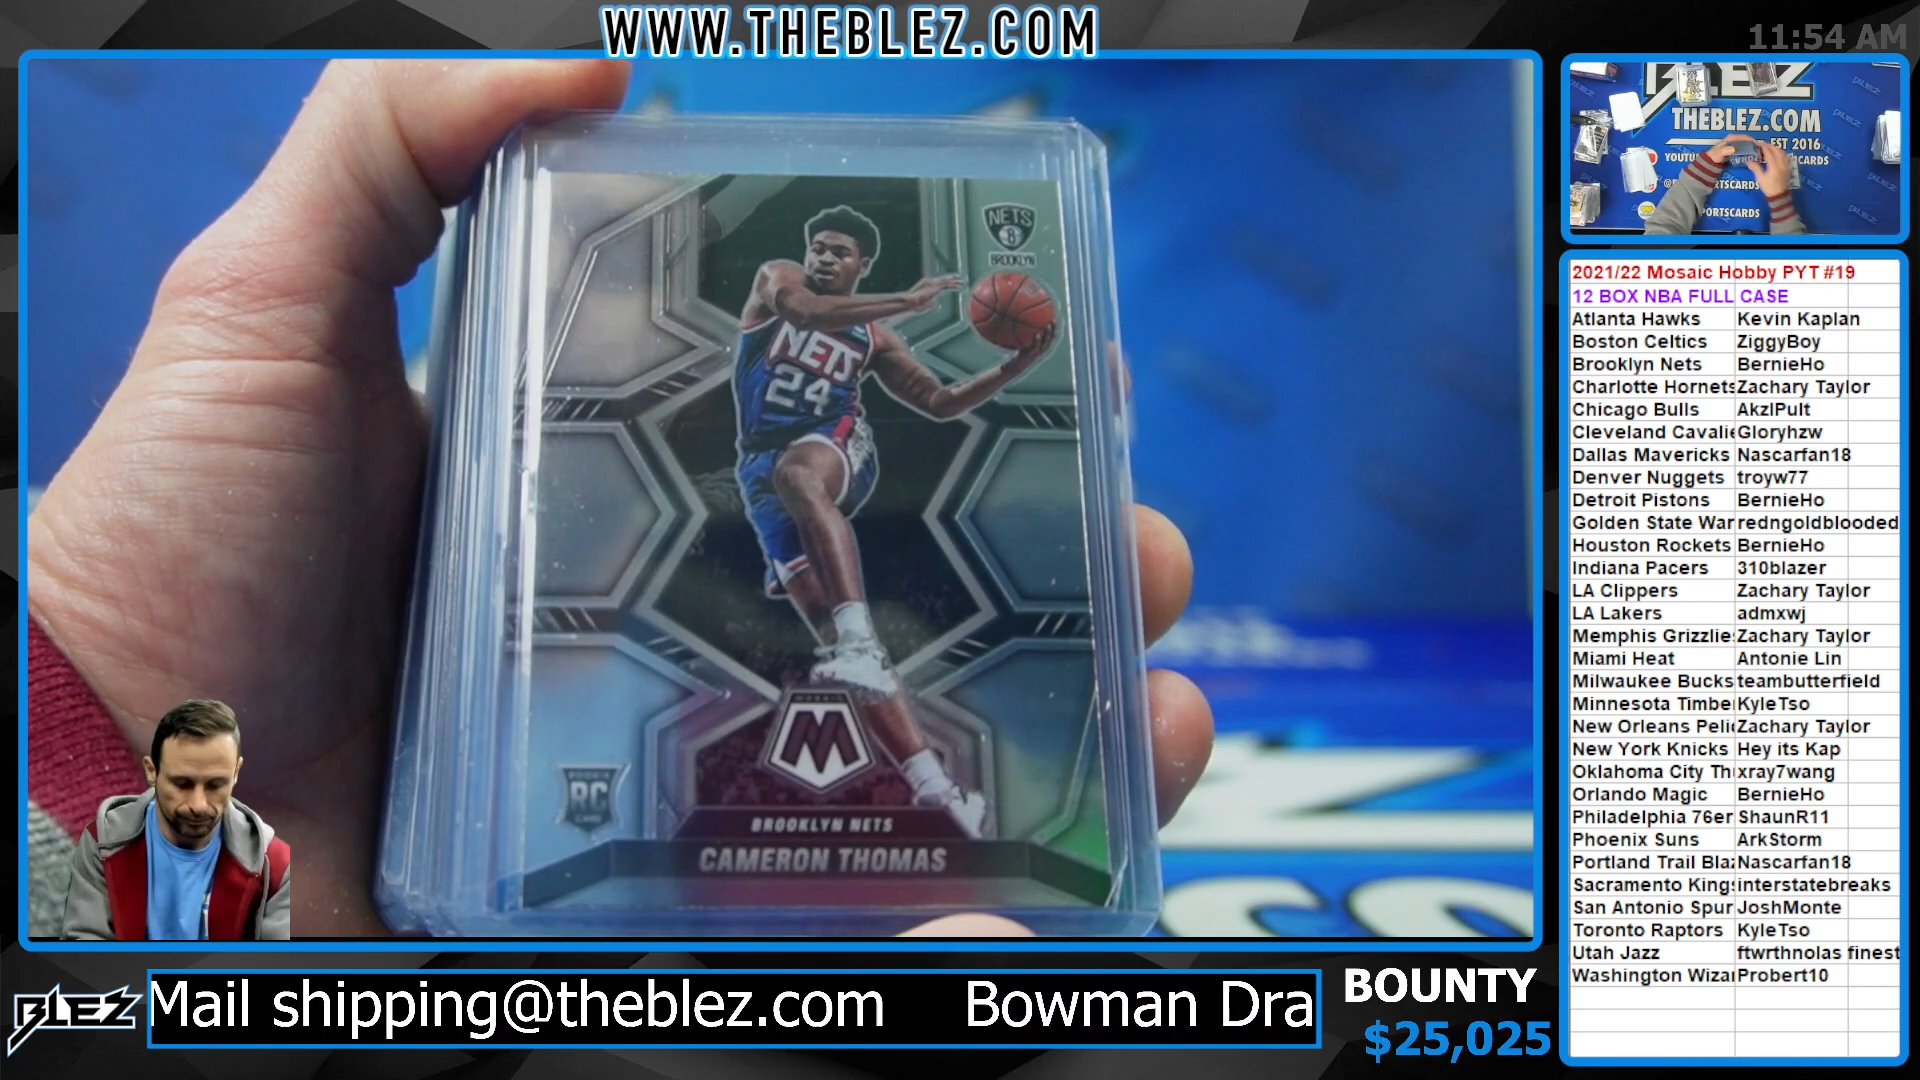 WWW.THEBLEZ.COM
11:54 AM
NETS
B
BROOKLYN
NETS
24
MOSAIC
M
ROOKIE
RC
CARD
BROOKLYN NETS
CAMERON THOMAS
BLEZ
THEBLEZ.COM
EST 2016
2021/22 Mosaic Hobby PYT #19
12 BOX NBA FULL CASE
Atlanta Hawks Kevin Kaplan
Boston Celtics ZiggyBoy
Brooklyn Nets BernieHo
Charlotte Hornets Zachary Taylor
Chicago Bulls AkzlPult
Cleveland Cavalie Gloryhzw
Dallas Mavericks Nascarfan18
Denver Nuggets troyw77
Detroit Pistons BernieHo
Golden State War redngoldblooded
Houston Rockets BernieHo
Indiana Pacers 310blazer
LA Clippers Zachary Taylor
LA Lakers admxwj
Memphis Grizzlies Zachary Taylor
Miami Heat Antonie Lin
Milwaukee Bucks teambutterfield
Minnesota Timbe KyleTso
New Orleans Peli Zachary Taylor
New York Knicks Hey its Kap
Oklahoma City Th xray7wang
Orlando Magic BernieHo
Philadelphia 76er ShaunR11
Phoenix Suns ArkStorm
Portland Trail Bla Nascarfan18
Sacramento Kings interstatebreaks
San Antonio Spur JoshMonte
Toronto Raptors KyleTso
Utah Jazz ftwrthnolas finest
Washington Wiza Probert10
BLEZ
Mail shipping@theblez.com Bowman Dra
BOUNTY
$25,025